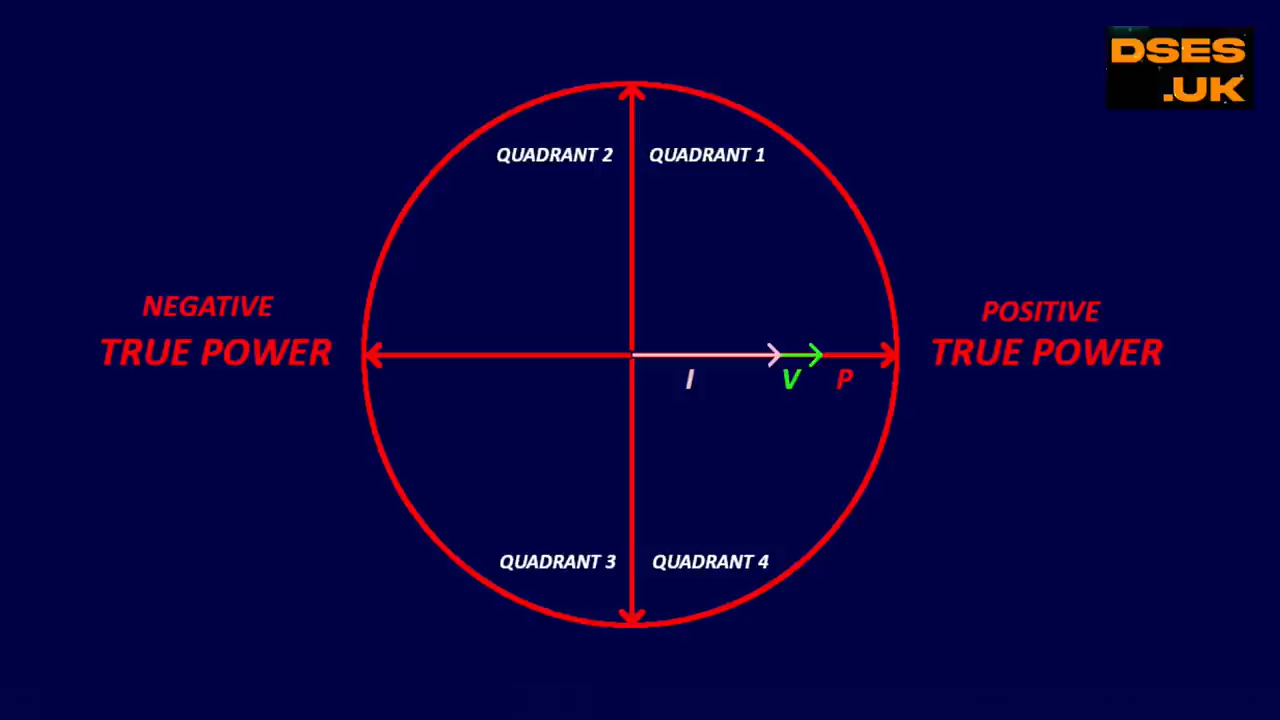 DSES
.UK
QUADRANT 2
QUADRANT 1
NEGATIVE
TRUE POWER
POSITIVE
TRUE POWER
I
V
P
QUADRANT 3
QUADRANT 4